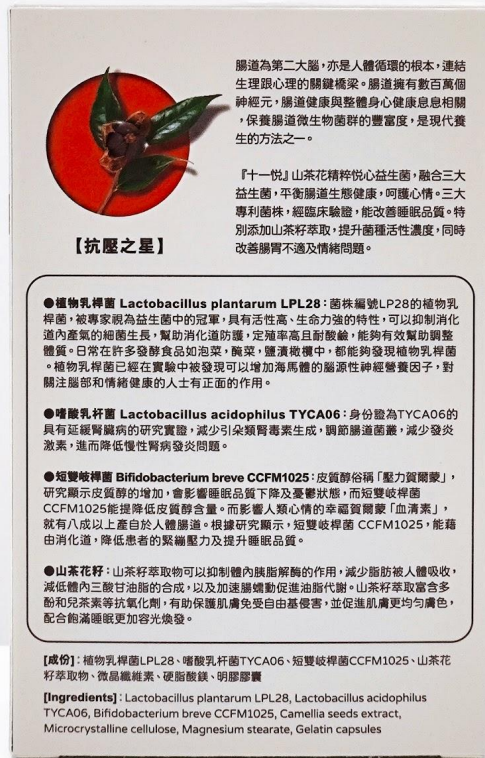 腸道為第二大腦,亦是人體循環的根本,連結
生理跟心理的關鍵橋梁。腸道擁有數百萬個
神經元,腸道健康與整體身心健康息息相關
,保養腸道微生物菌群的豐富度,是現代養
生的方法之一。
『十一悦』山茶花精粹悦心益生菌,融合三大
益生菌,平衡腸道生態健康,呵護心情。三大
專利菌株,經臨床驗證,能改善睡眠品質。特
別添加山茶籽萃取,提升菌種活性濃度,同時
改善腸胃不適及情緒問題。
【抗壓之星】
●植物乳桿菌 Lactobacillus plantarum LPL28:菌株編號LP28的植物乳
桿菌,被專家視為益生菌中的冠軍,具有活性高、生命力強的特性,可以抑制消化
道內產氣的細菌生長,幫助消化道防護,定殖率高且耐酸鹼,能夠有效幫助調整
體質。日常在許多發酵食品如泡菜,醃菜,鹽漬橄欖中,都能夠發現植物乳桿菌
。植物乳桿菌已經在實驗中被發現可以增加海馬體的腦源性神經營養因子,對
關注腦部和情緒健康的人士有正面的作用。
●嗜酸乳杆菌 Lactobacillus acidophilus TYCA06:身份證為TYCA06的
具有延緩腎臟病的研究實證,減少引朵類腎毒素生成,調節腸道菌叢,減少發炎
激素,進而降低慢性腎病發炎問題。
●短雙岐桿菌 Bifidobacterium breve CCFM1025:皮質醇俗稱「壓力賀爾蒙」,
研究顯示皮質醇的增加,會影響睡眠品質下降及憂鬱狀態,而短雙岐桿菌
CCFM1025能提降低皮質醇含量。而影響人類心情的幸福賀爾蒙「血清素」,
就有八成以上產自於人體腸道。根據研究顯示,短雙岐桿菌 CCFM1025,能藉
由消化道,降低患者的緊繃壓力及提升睡眠品質。
●山茶花籽:山茶籽萃取物可以抑制體內胰脂解酶的作用,減少脂肪被人體吸收,
減低體內三酸甘油脂的合成,以及加速腸蠕動促進油脂代謝。山茶籽萃取富含多
酚和兒茶素等抗氧化劑,有助保護肌膚免受自由基侵害,並促進肌膚更均勻膚色,
配合飽滿睡眠更加容光煥發。
[成份]:植物乳桿菌LPL28、嗜酸乳杆菌TYCA06、短雙岐桿菌CCFM1025、山茶花
籽萃取物、微晶纖維素、硬脂酸鎂、明膠膠囊
[Ingredients]:Lactobacillus plantarum LPL28, Lactobacillus acidophilus
TYCA06, Bifidobacterium breve CCFM1025, Camellia seeds extract,
Microcrystalline cellulose, Magnesium stearate, Gelatin capsules